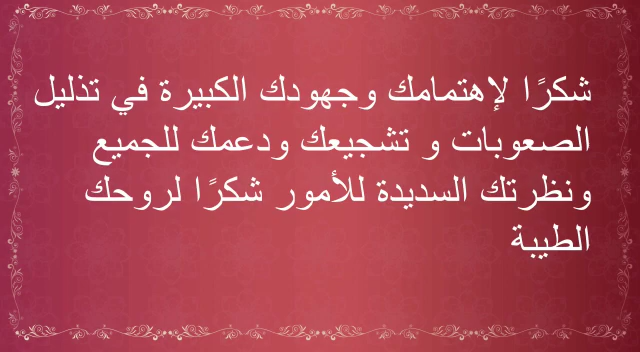 شكرًا لإهتمامك وجهودك الكبيرة في تذليل
الصعوبات و تشجيعك ودعمك للجميع
ونظرتك السديدة للأمور شكرًا لروحك
الطيبة